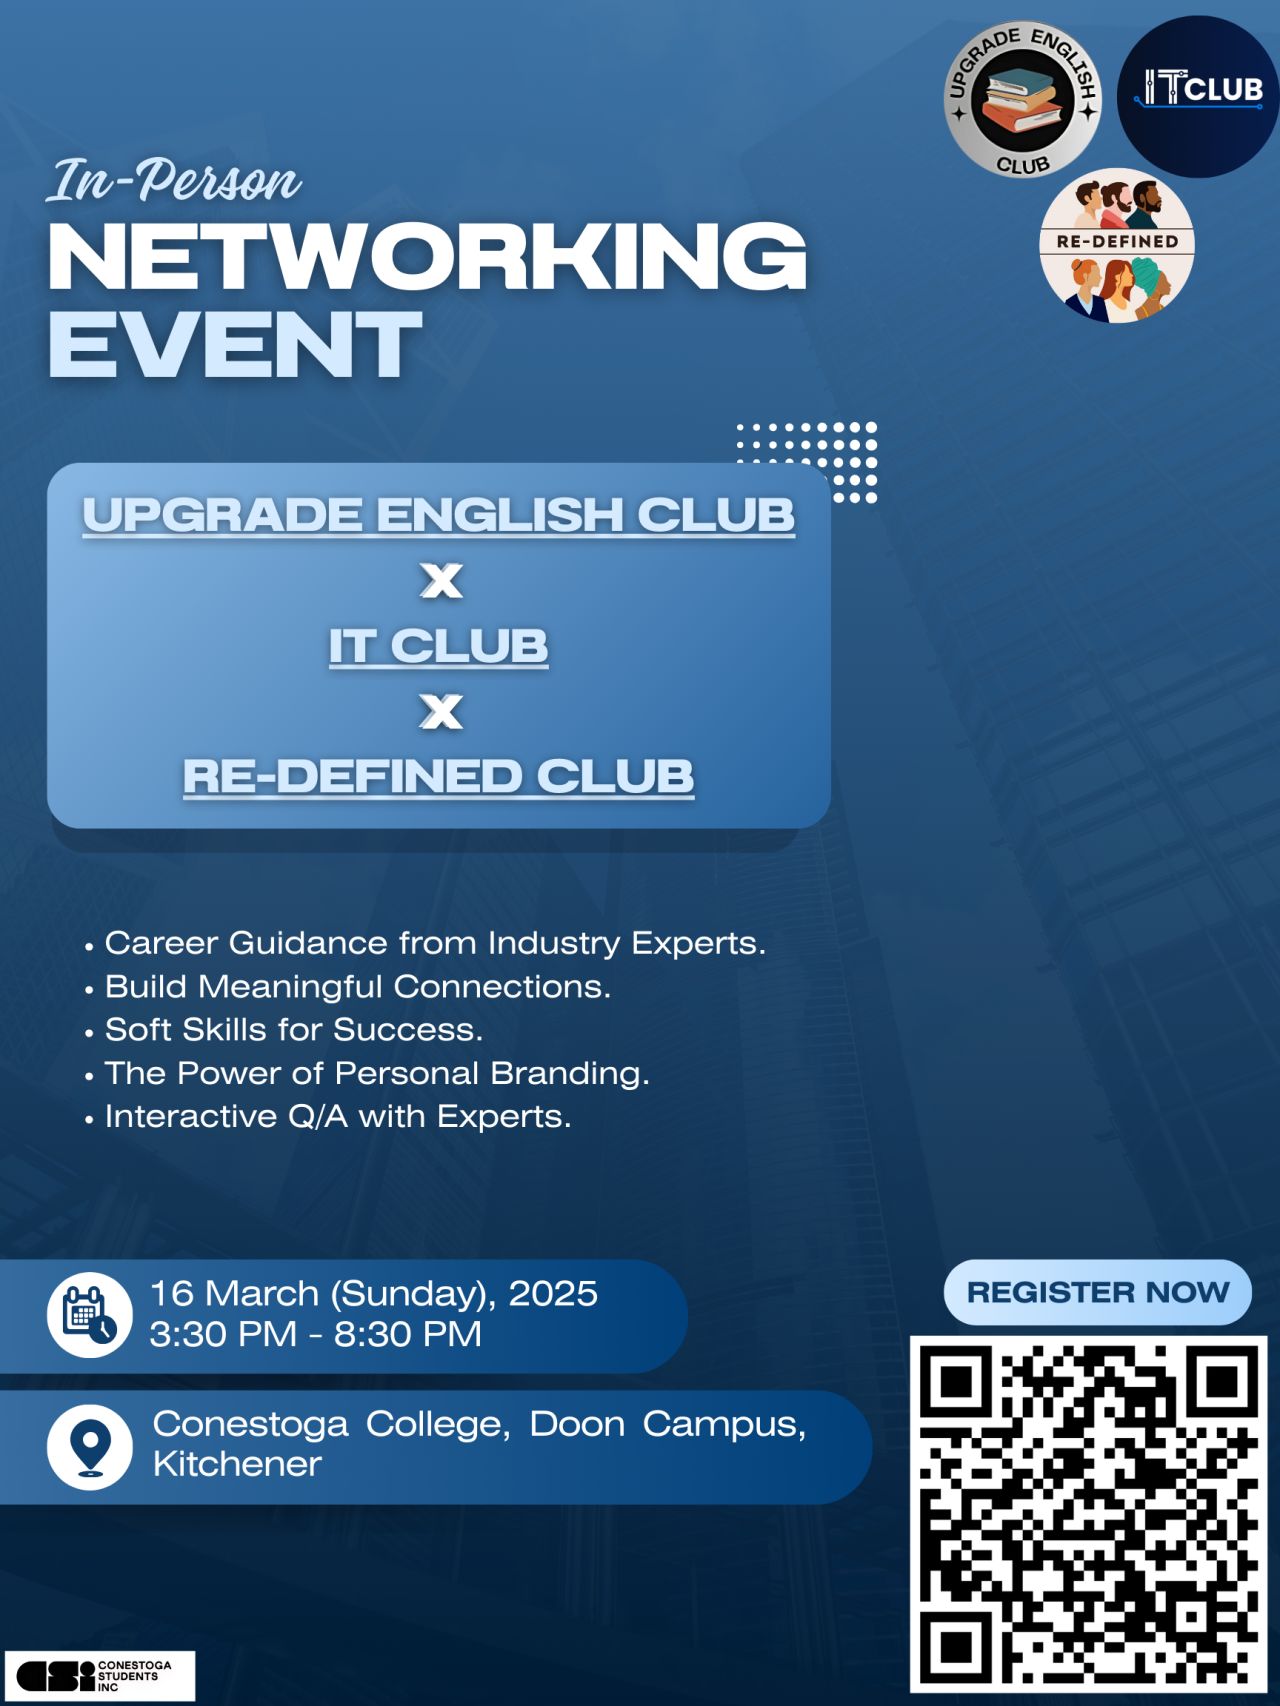 UPGRADE ENGLISH
CLUB
ITCLUB
RE-DEFINED
In-Person
NETWORKING
EVENT
UPGRADE ENGLISH CLUB
X
IT CLUB
X
RE-DEFINED CLUB
• Career Guidance from Industry Experts.
• Build Meaningful Connections.
• Soft Skills for Success.
• The Power of Personal Branding.
• Interactive Q/A with Experts.
16 March (Sunday), 2025
3:30 PM - 8:30 PM
Conestoga College, Doon Campus,
Kitchener
REGISTER NOW
CSI
CONESTOGA
STUDENTS
INC